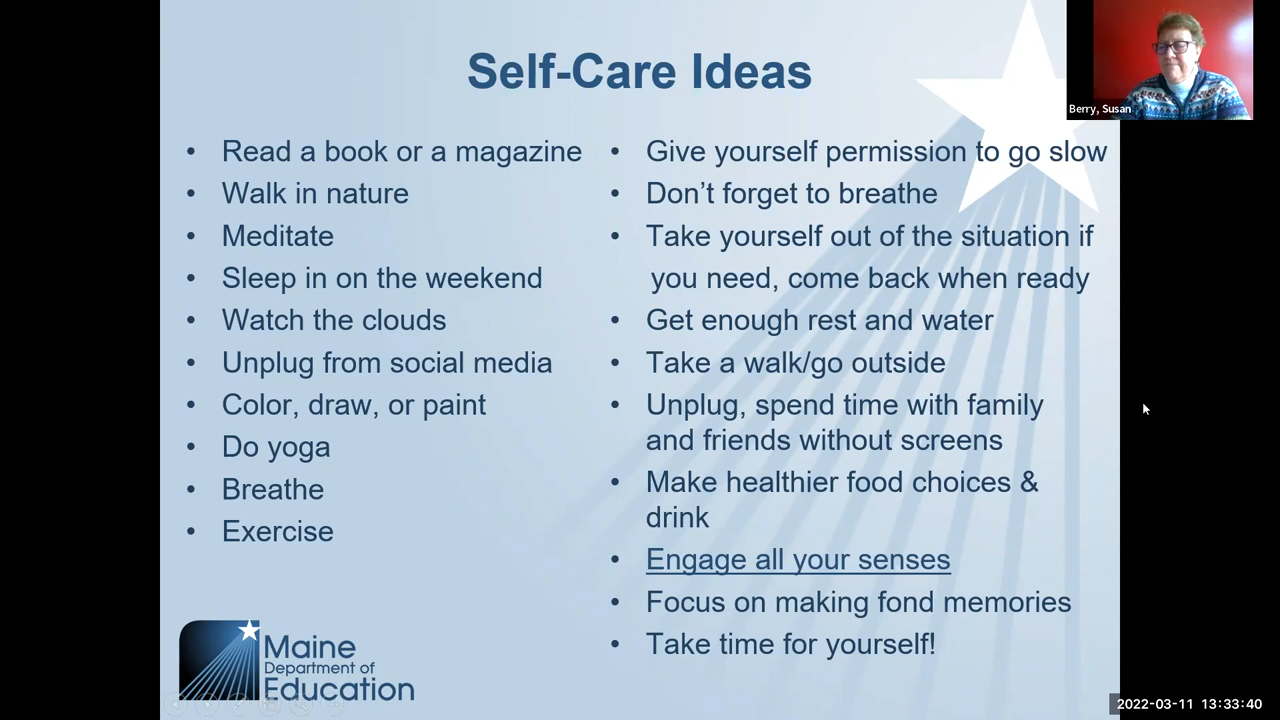 Self-Care Ideas
Berry, Susan
• Read a book or a magazine
• Walk in nature
• Meditate
• Sleep in on the weekend
• Watch the clouds
• Unplug from social media
• Color, draw, or paint
• Do yoga
• Breathe
• Exercise
• Give yourself permission to go slow
• Don’t forget to breathe
• Take yourself out of the situation if
you need, come back when ready
• Get enough rest and water
• Take a walk/go outside
• Unplug, spend time with family
and friends without screens
• Make healthier food choices &
drink
• Engage all your senses
• Focus on making fond memories
• Take time for yourself!
Maine
Department of
Education
2022-03-11 13:33:40